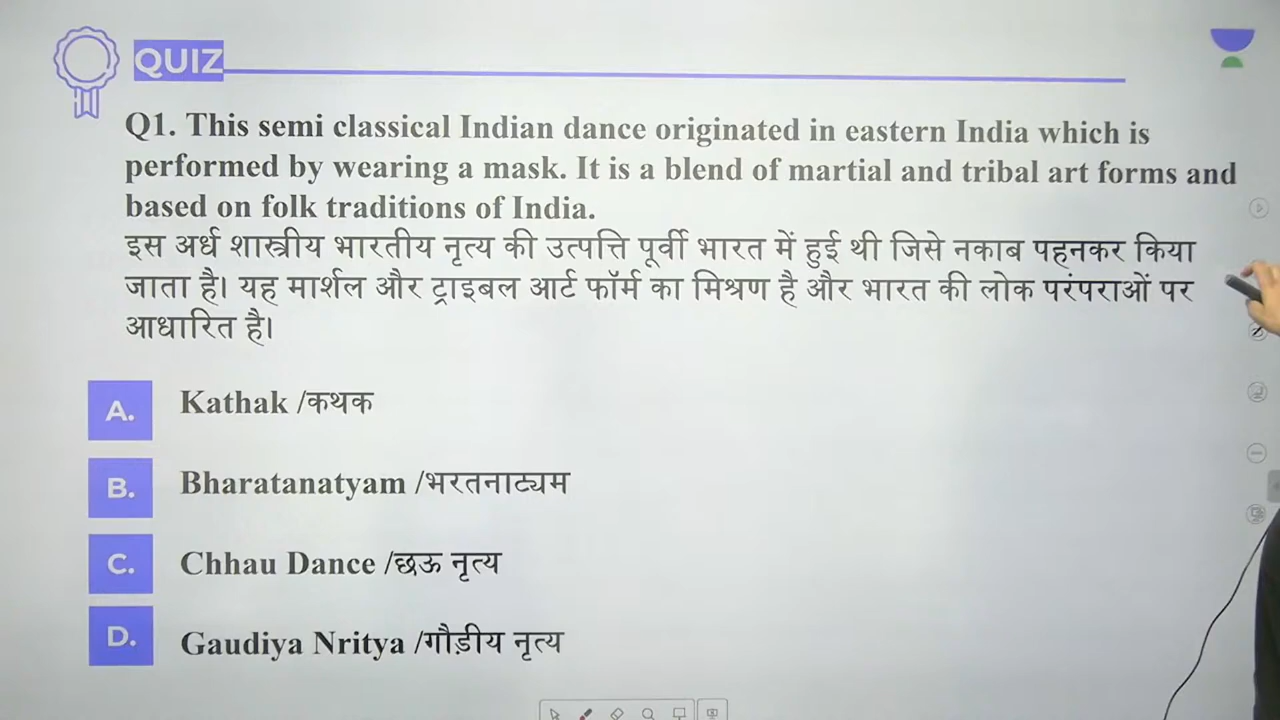 QUIZ
Q1. This semi classical Indian dance originated in eastern India which is
performed by wearing a mask. It is a blend of martial and tribal art forms and
based on folk traditions of India.
इस अर्ध शास्त्रीय भारतीय नृत्य की उत्पत्ति पूर्वी भारत में हुई थी जिसे नकाब पहनकर किया
जाता है। यह मार्शल और ट्राइबल आर्ट फॉर्म का मिश्रण है और भारत की लोक परंपराओं पर
आधारित है।
A. Kathak /कथक
B. Bharatanatyam /भरतनाट्यम
C. Chhau Dance /छऊ नृत्य
D. Gaudiya Nritya /गौड़ीय नृत्य